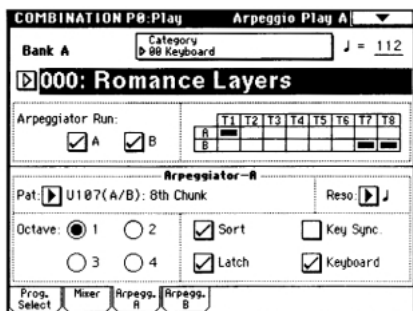 COMBINATION P0:Play Arpeggio Play A
Bank A
Category
00 Keyboard
♩ = 112
000: Romance Layers
Arpeggiator Run:
A B
T1 T2 T3 T4 T5 T6 T7 T8
A
B
Arpeggiator-A
Pat: U107(A/B): 8th Chunk Reso: ♩
Octave: 1 2 Sort Key Sync.
3 4 Latch Keyboard
Prog. Select Mixer Arpegg. A Arpegg. B